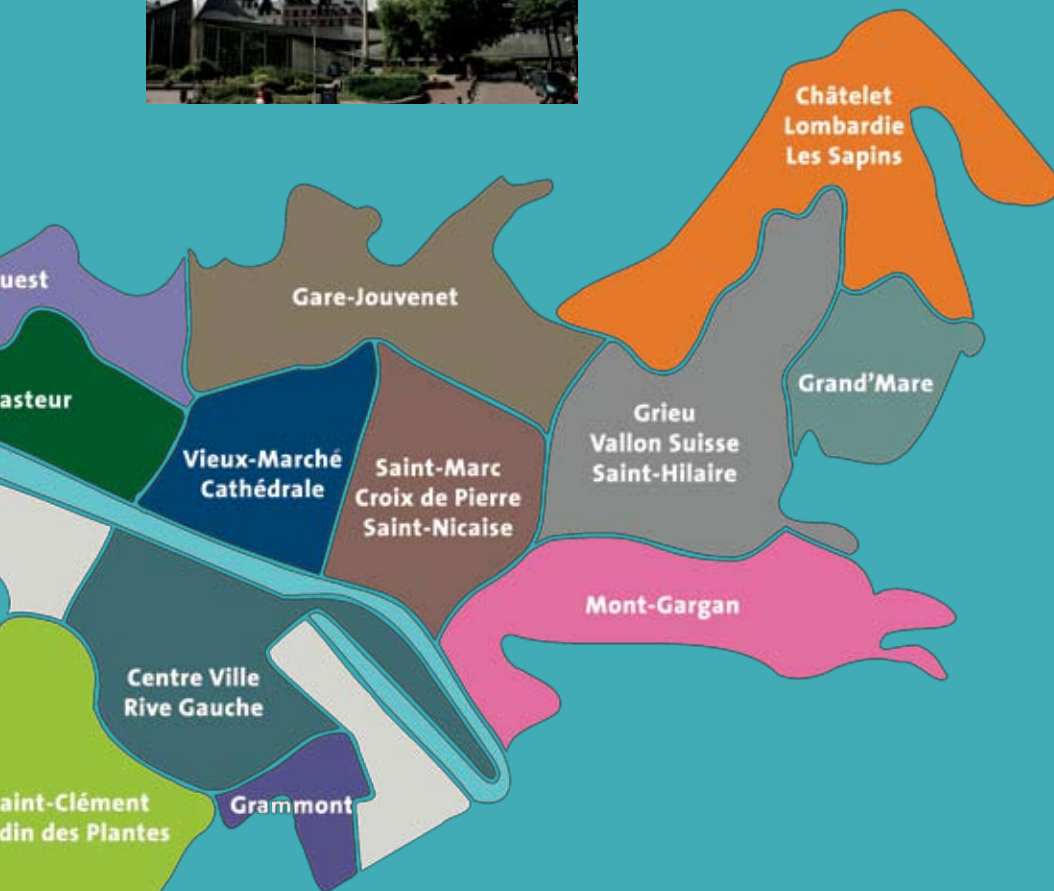 Châtelet
Lombardie
Les Sapins
uest
Gare-Jouvenet
asteur
Grand'Mare
Grieu
Vallon Suisse
Saint-Hilaire
Vieux-Marché
Cathédrale
Saint-Marc
Croix de Pierre
Saint-Nicaise
Mont-Gargan
Centre Ville
Rive Gauche
aint-Clément
din des Plantes
Grammont